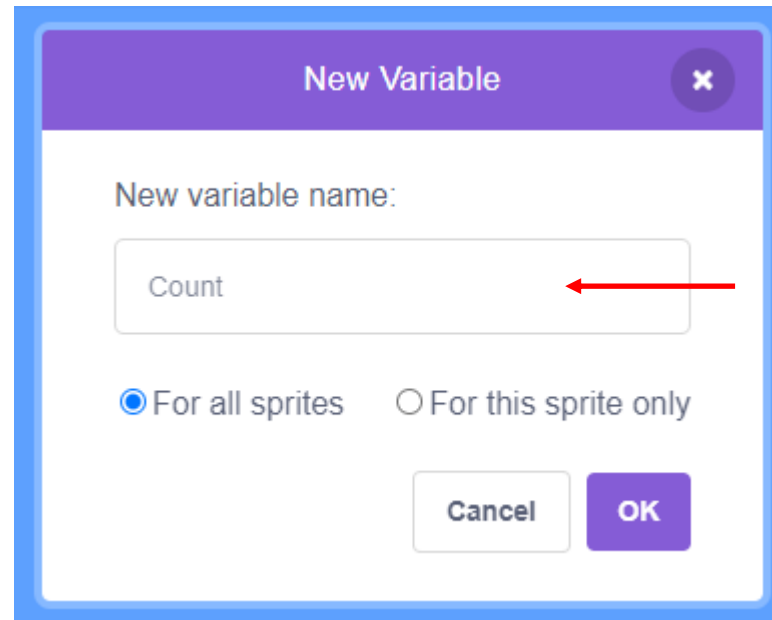 New Variable
New variable name:
Count
For all sprites For this sprite only
Cancel OK